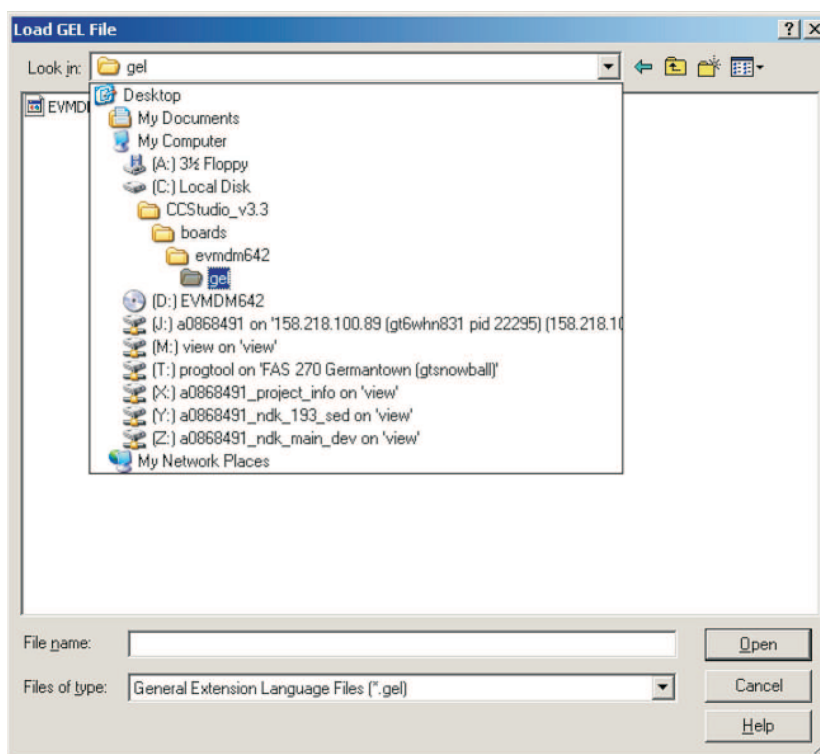 Load GEL File
Look in: gel
Desktop
EVMD
My Documents
My Computer
(A:) 3½ Floppy
(C:) Local Disk
CCStudio_v3.3
boards
evmdm642
gel
(D:) EVMDM642
(J:) a0868491 on '158.218.100.89 (gt6whn831 pid 22295) (158.218.10
(M:) view on 'view'
(T:) progtool on 'FAS 270 Germantown (gtsnowball)'
(X:) a0868491_project_info on 'view'
(Y:) a0868491_ndk_193_sed on 'view'
(Z:) a0868491_ndk_main_dev on 'view'
My Network Places
File name:
Open
Files of type: General Extension Language Files (*.gel)
Cancel
Help